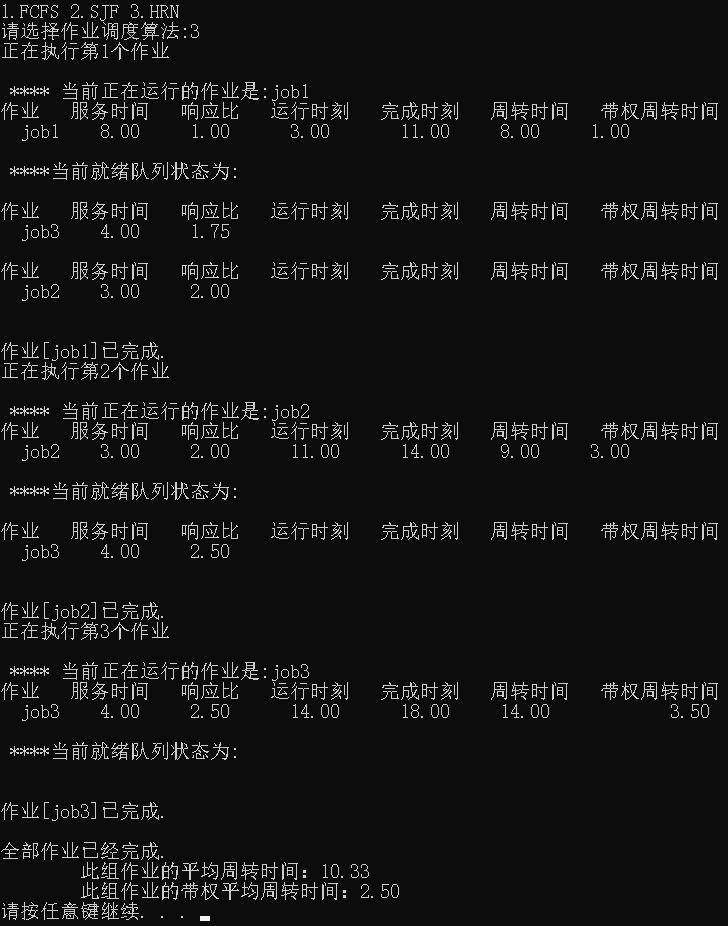 1.FCFS 2.SJF 3.HRN
请选择作业调度算法:3
正在执行第1个作业
**** 当前正在运行的作业是:job1
作业 服务时间 响应比 运行时刻 完成时刻 周转时间 带权周转时间
job1 8.00 1.00 3.00 11.00 8.00 1.00
****当前就绪队列状态为:
作业 服务时间 响应比 运行时刻 完成时刻 周转时间 带权周转时间
job3 4.00 1.75
作业 服务时间 响应比 运行时刻 完成时刻 周转时间 带权周转时间
job2 3.00 2.00
作业[job1]已完成.
正在执行第2个作业
**** 当前正在运行的作业是:job2
作业 服务时间 响应比 运行时刻 完成时刻 周转时间 带权周转时间
job2 3.00 2.00 11.00 14.00 9.00 3.00
****当前就绪队列状态为:
作业 服务时间 响应比 运行时刻 完成时刻 周转时间 带权周转时间
job3 4.00 2.50
作业[job2]已完成.
正在执行第3个作业
**** 当前正在运行的作业是:job3
作业 服务时间 响应比 运行时刻 完成时刻 周转时间 带权周转时间
job3 4.00 2.50 14.00 18.00 14.00 3.50
****当前就绪队列状态为:
作业[job3]已完成.
全部作业已经完成.
此组作业的平均周转时间：10.33
此组作业的带权平均周转时间：2.50
请按任意键继续. . .